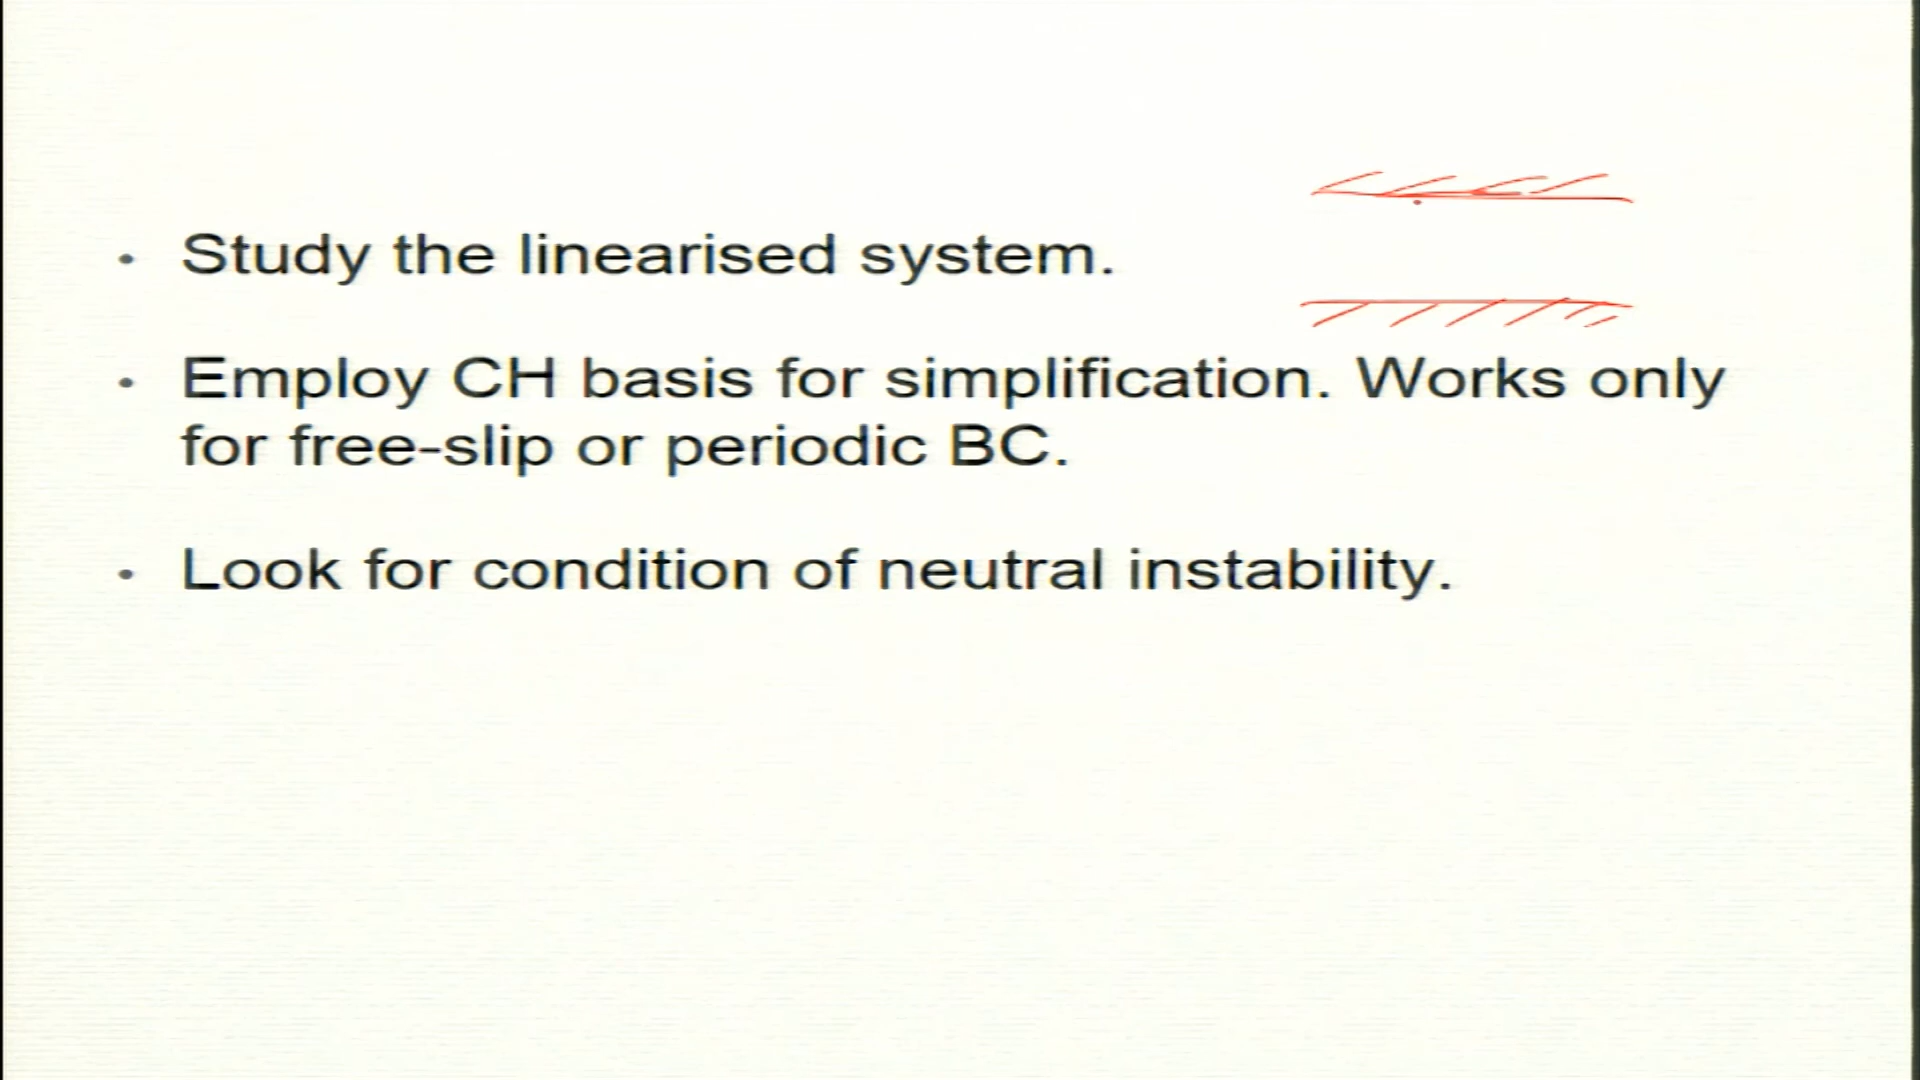 • Study the linearised system.
• Employ CH basis for simplification. Works only
for free-slip or periodic BC.
• Look for condition of neutral instability.